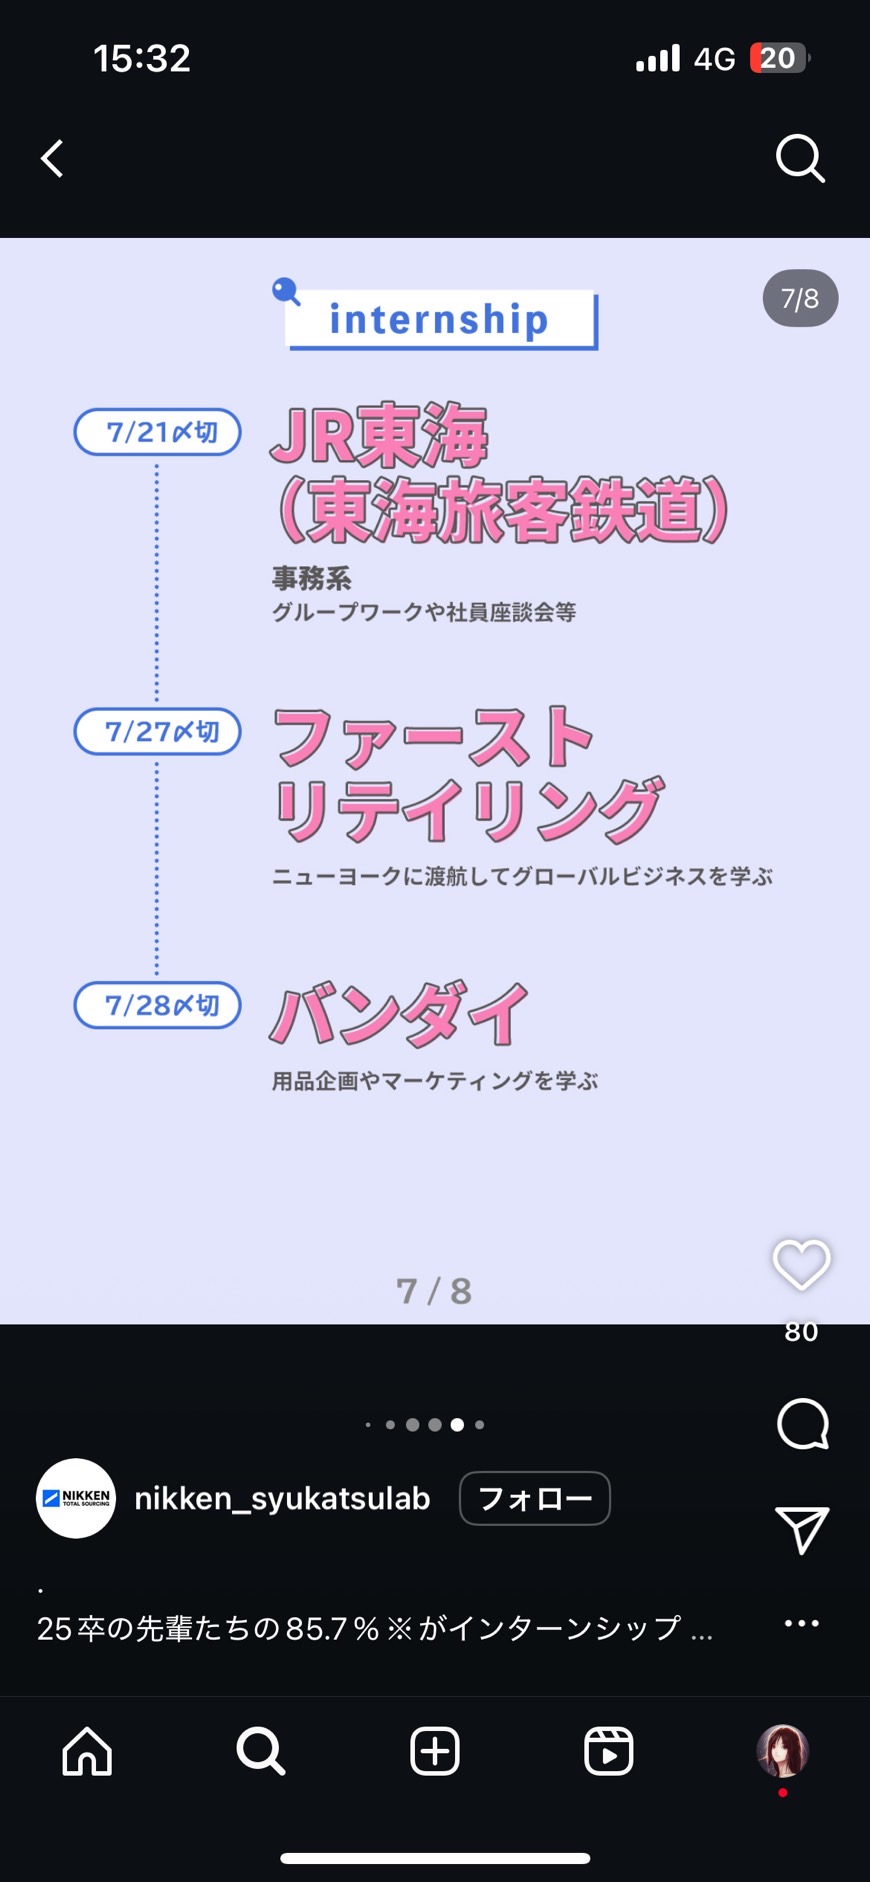 15:32
4G
20
internship
7/8
7/21〆切
JR東海
（東海旅客鉄道）
事務系
グループワークや社員座談会等
7/27〆切
ファースト
リテイリング
ニューヨークに渡航してグローバルビジネスを学ぶ
7/28〆切
バンダイ
用品企画やマーケティングを学ぶ
7 / 8
80
NIKKEN
TOTAL SOURCING
nikken_syukatsulab
フォロー
.
25卒の先輩たちの85.7％※がインターンシップ ...